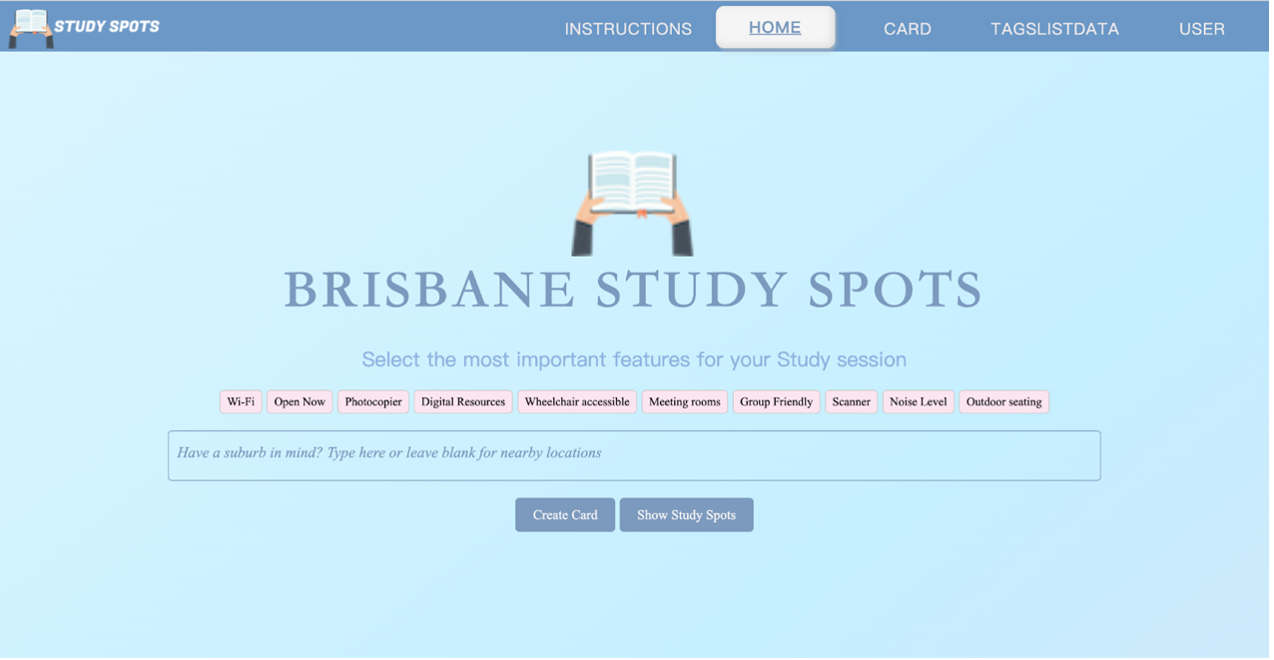 STUDY SPOTS INSTRUCTIONS HOME CARD TAGSLISTDATA USER
BRISBANE STUDY SPOTS
Select the most important features for your Study session
Wi-Fi Open Now Photocopier Digital Resources Wheelchair accessible Meeting rooms Group Friendly Scanner Noise Level Outdoor seating
Have a suburb in mind? Type here or leave blank for nearby locations
Create Card Show Study Spots